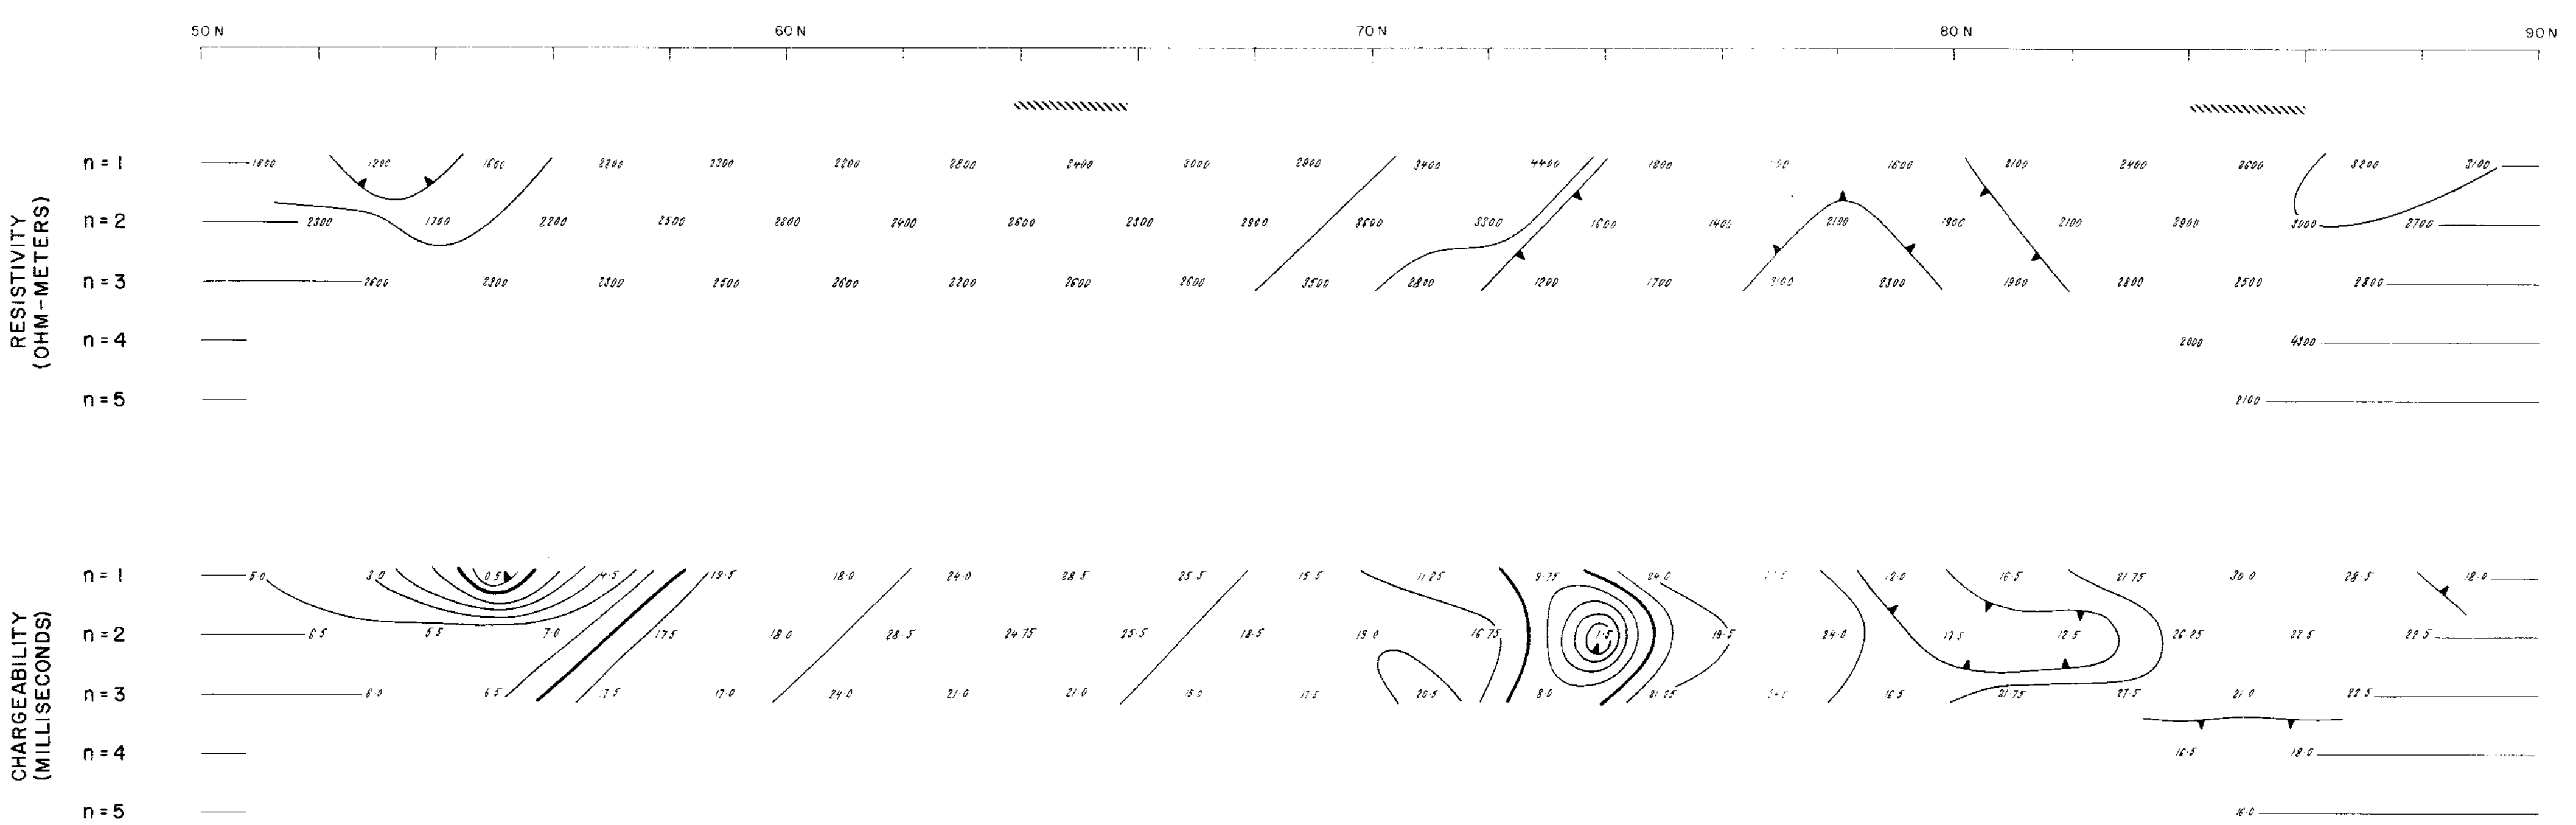 50 N 60 N 70 N 80 N 90 N
RESISTIVITY
(OHM-METERS)
n = 1 1800 1200 1600 2200 2300 2200 2800 2400 3000 2900 3400 4400 1200 1600 2100 2400 2600 3200 3100
n = 2 2300 1700 2200 2500 2300 2400 2600 2300 2900 3600 3300 1600 1400 2100 1900 2100 2900 3000 2700
n = 3 2600 2300 2300 2500 2600 2200 2600 2600 3500 2800 1200 1700 2100 2300 1900 2800 2500 2800
n = 4 2000 4300
n = 5 2100
CHARGEABILITY
(MILLISECONDS)
n = 1 5.0 3.0 0.5 4.5 19.5 18.0 24.0 28.5 25.5 15.5 11.25 9.75 24.0 12.0 16.5 21.75 30.0 28.5 18.0
n = 2 6.5 5.5 7.0 17.5 18.0 28.5 24.75 25.5 18.5 19.0 16.75 1.5 19.5 24.0 13.5 12.5 26.25 22.5 22.5
n = 3 6.0 6.5 17.5 17.0 24.0 21.0 21.0 15.0 17.5 20.5 8.0 21.25 16.5 21.75 27.5 21.0 22.5
n = 4 16.5 18.0
n = 5 16.0